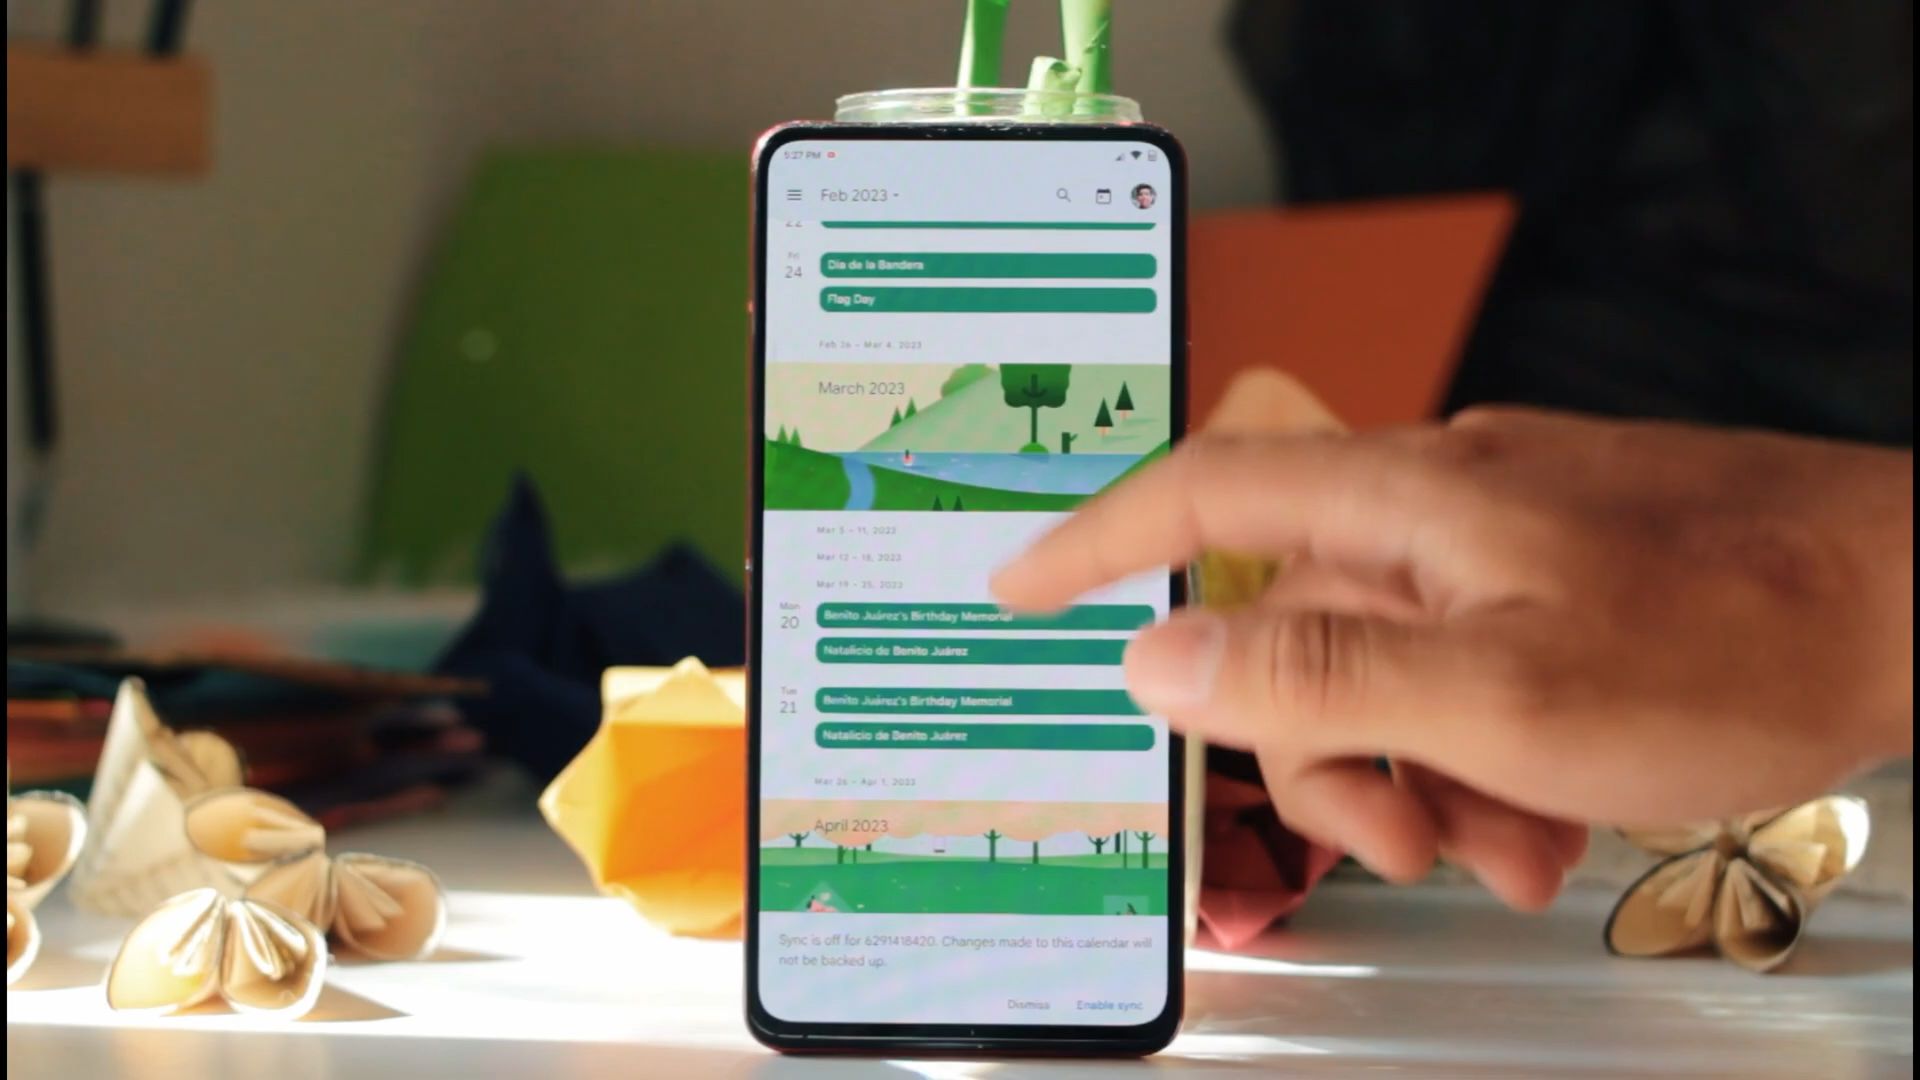 5:27 PM
Feb 2023
22
Fri
24
Dia de la Bandera
Flag Day
Feb 26 - Mar 4, 2023
March 2023
Mar 5 - 11, 2023
Mar 12 - 18, 2023
Mar 19 - 25, 2023
Mon
20
Benito Juárez's Birthday Memorial
Natalicio de Benito Juárez
Tue
21
Benito Juárez's Birthday Memorial
Natalicio de Benito Juárez
Mar 26 - Apr 1, 2023
April 2023
Sync is off for 6291418420. Changes made to this calendar will
not be backed up.
Dismiss
Enable sync